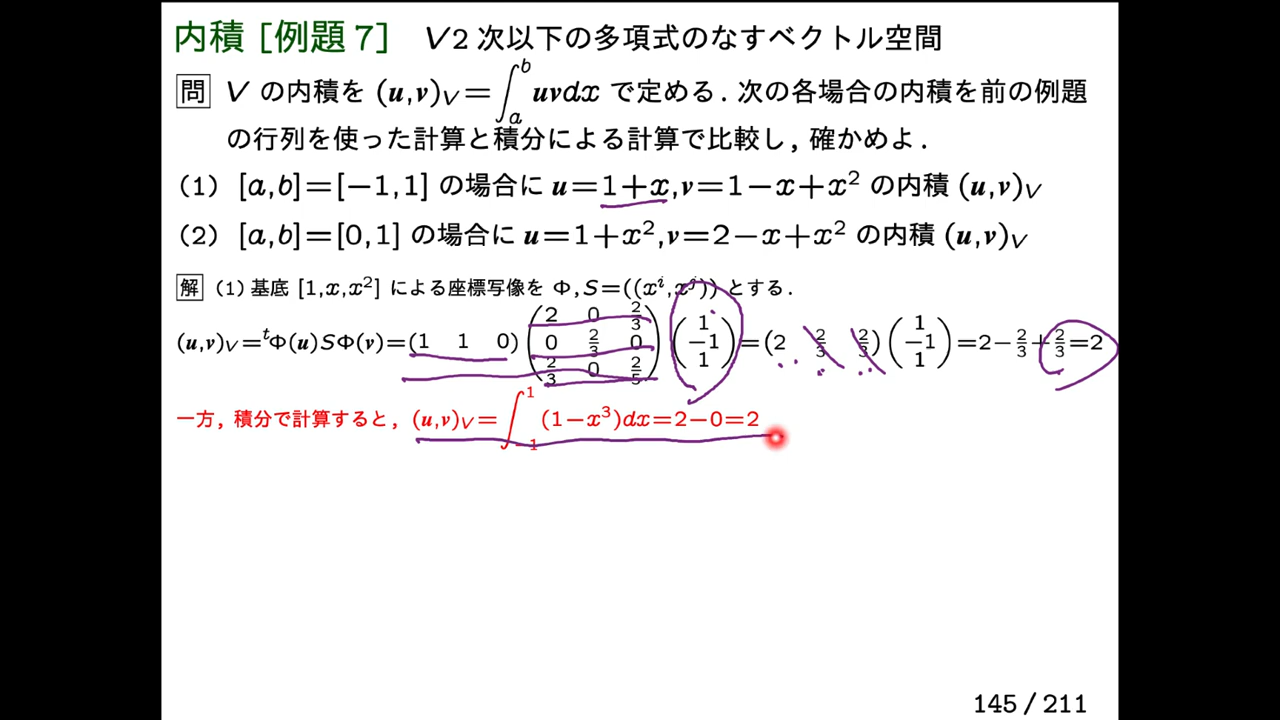 内積 [例題 7] V 2 次以下の多項式のなすベクトル空間
問 V の内積を (u,v)_V=∫_a^b uvdx で定める. 次の各場合の内積を前の例題
の行列を使った計算と積分による計算で比較し, 確かめよ.
(1) [a,b]=[−1,1] の場合に u=1+x,v=1−x+x² の内積 (u,v)_V
(2) [a,b]=[0,1] の場合に u=1+x²,v=2−x+x² の内積 (u,v)_V
解 (1) 基底 [1,x,x²] による座標写像を Φ,S=((xⁱ,xʲ)) とする.
(u,v)_V=ᵗΦ(u)SΦ(v)=(1 1 0)(2 0 2/3; 0 2/3 0; 2/3 0 2/5)(1; −1; 1)=(2 2/3 2/3)(1; −1; 1)=2−2/3+2/3=2
一方, 積分で計算すると, (u,v)_V=∫_{−1}^1 (1−x³)dx=2−0=2
145 / 211